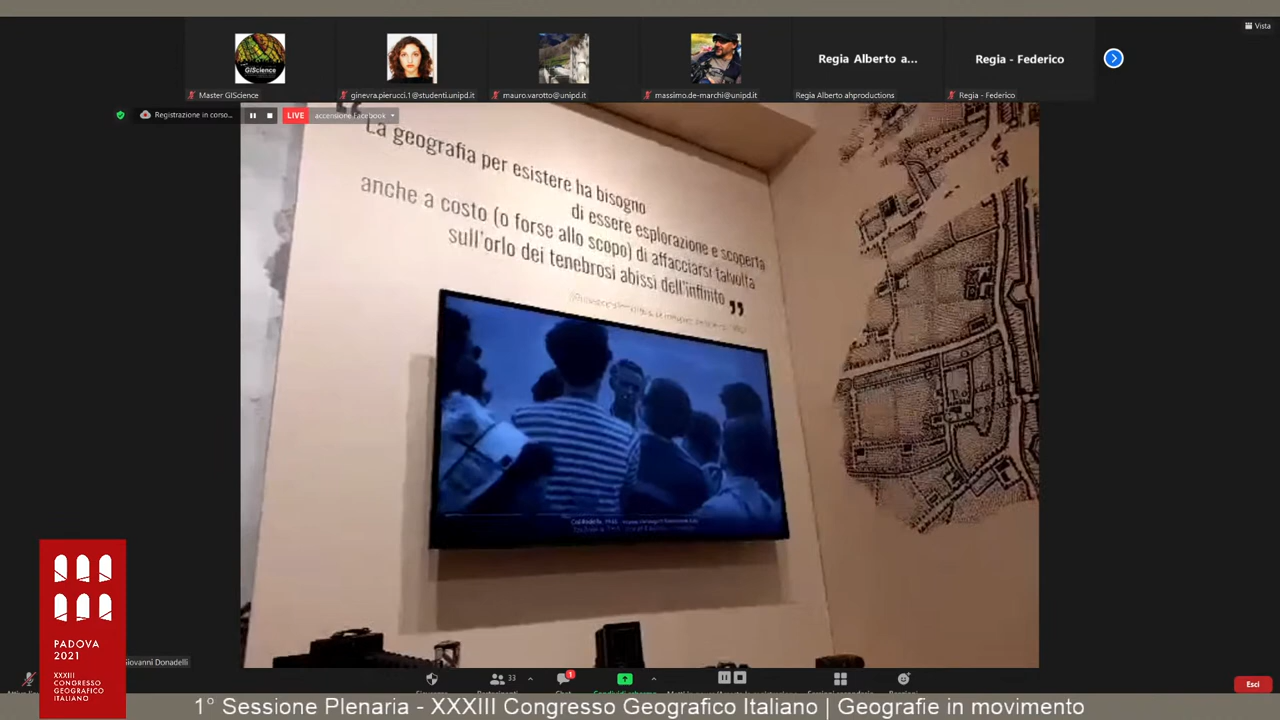 Vista
GIScience
Regia Alberto a...
Regia - Federico
Master GIScience
ginevra.pierucci.1@studenti.unipd.it
mauro.varotto@unipd.it
massimo.de-marchi@unipd.it
Regia Alberto ahproductions
Regia - Federico
Registrazione in corso...
LIVE
accensione Facebook
La geografia per esistere ha bisogno
di essere esplorazione e scoperta
anche a costo (o forse allo scopo) di affacciarsi talvolta
sull'orlo dei tenebrosi abissi dell'infinito ”
PADOVA
2021
XXXIII
CONGRESSO
GEOGRAFICO
ITALIANO
Giovanni Donadelli
33
1
Esci
1° Sessione Plenaria - XXXIII Congresso Geografico Italiano | Geografie in movimento